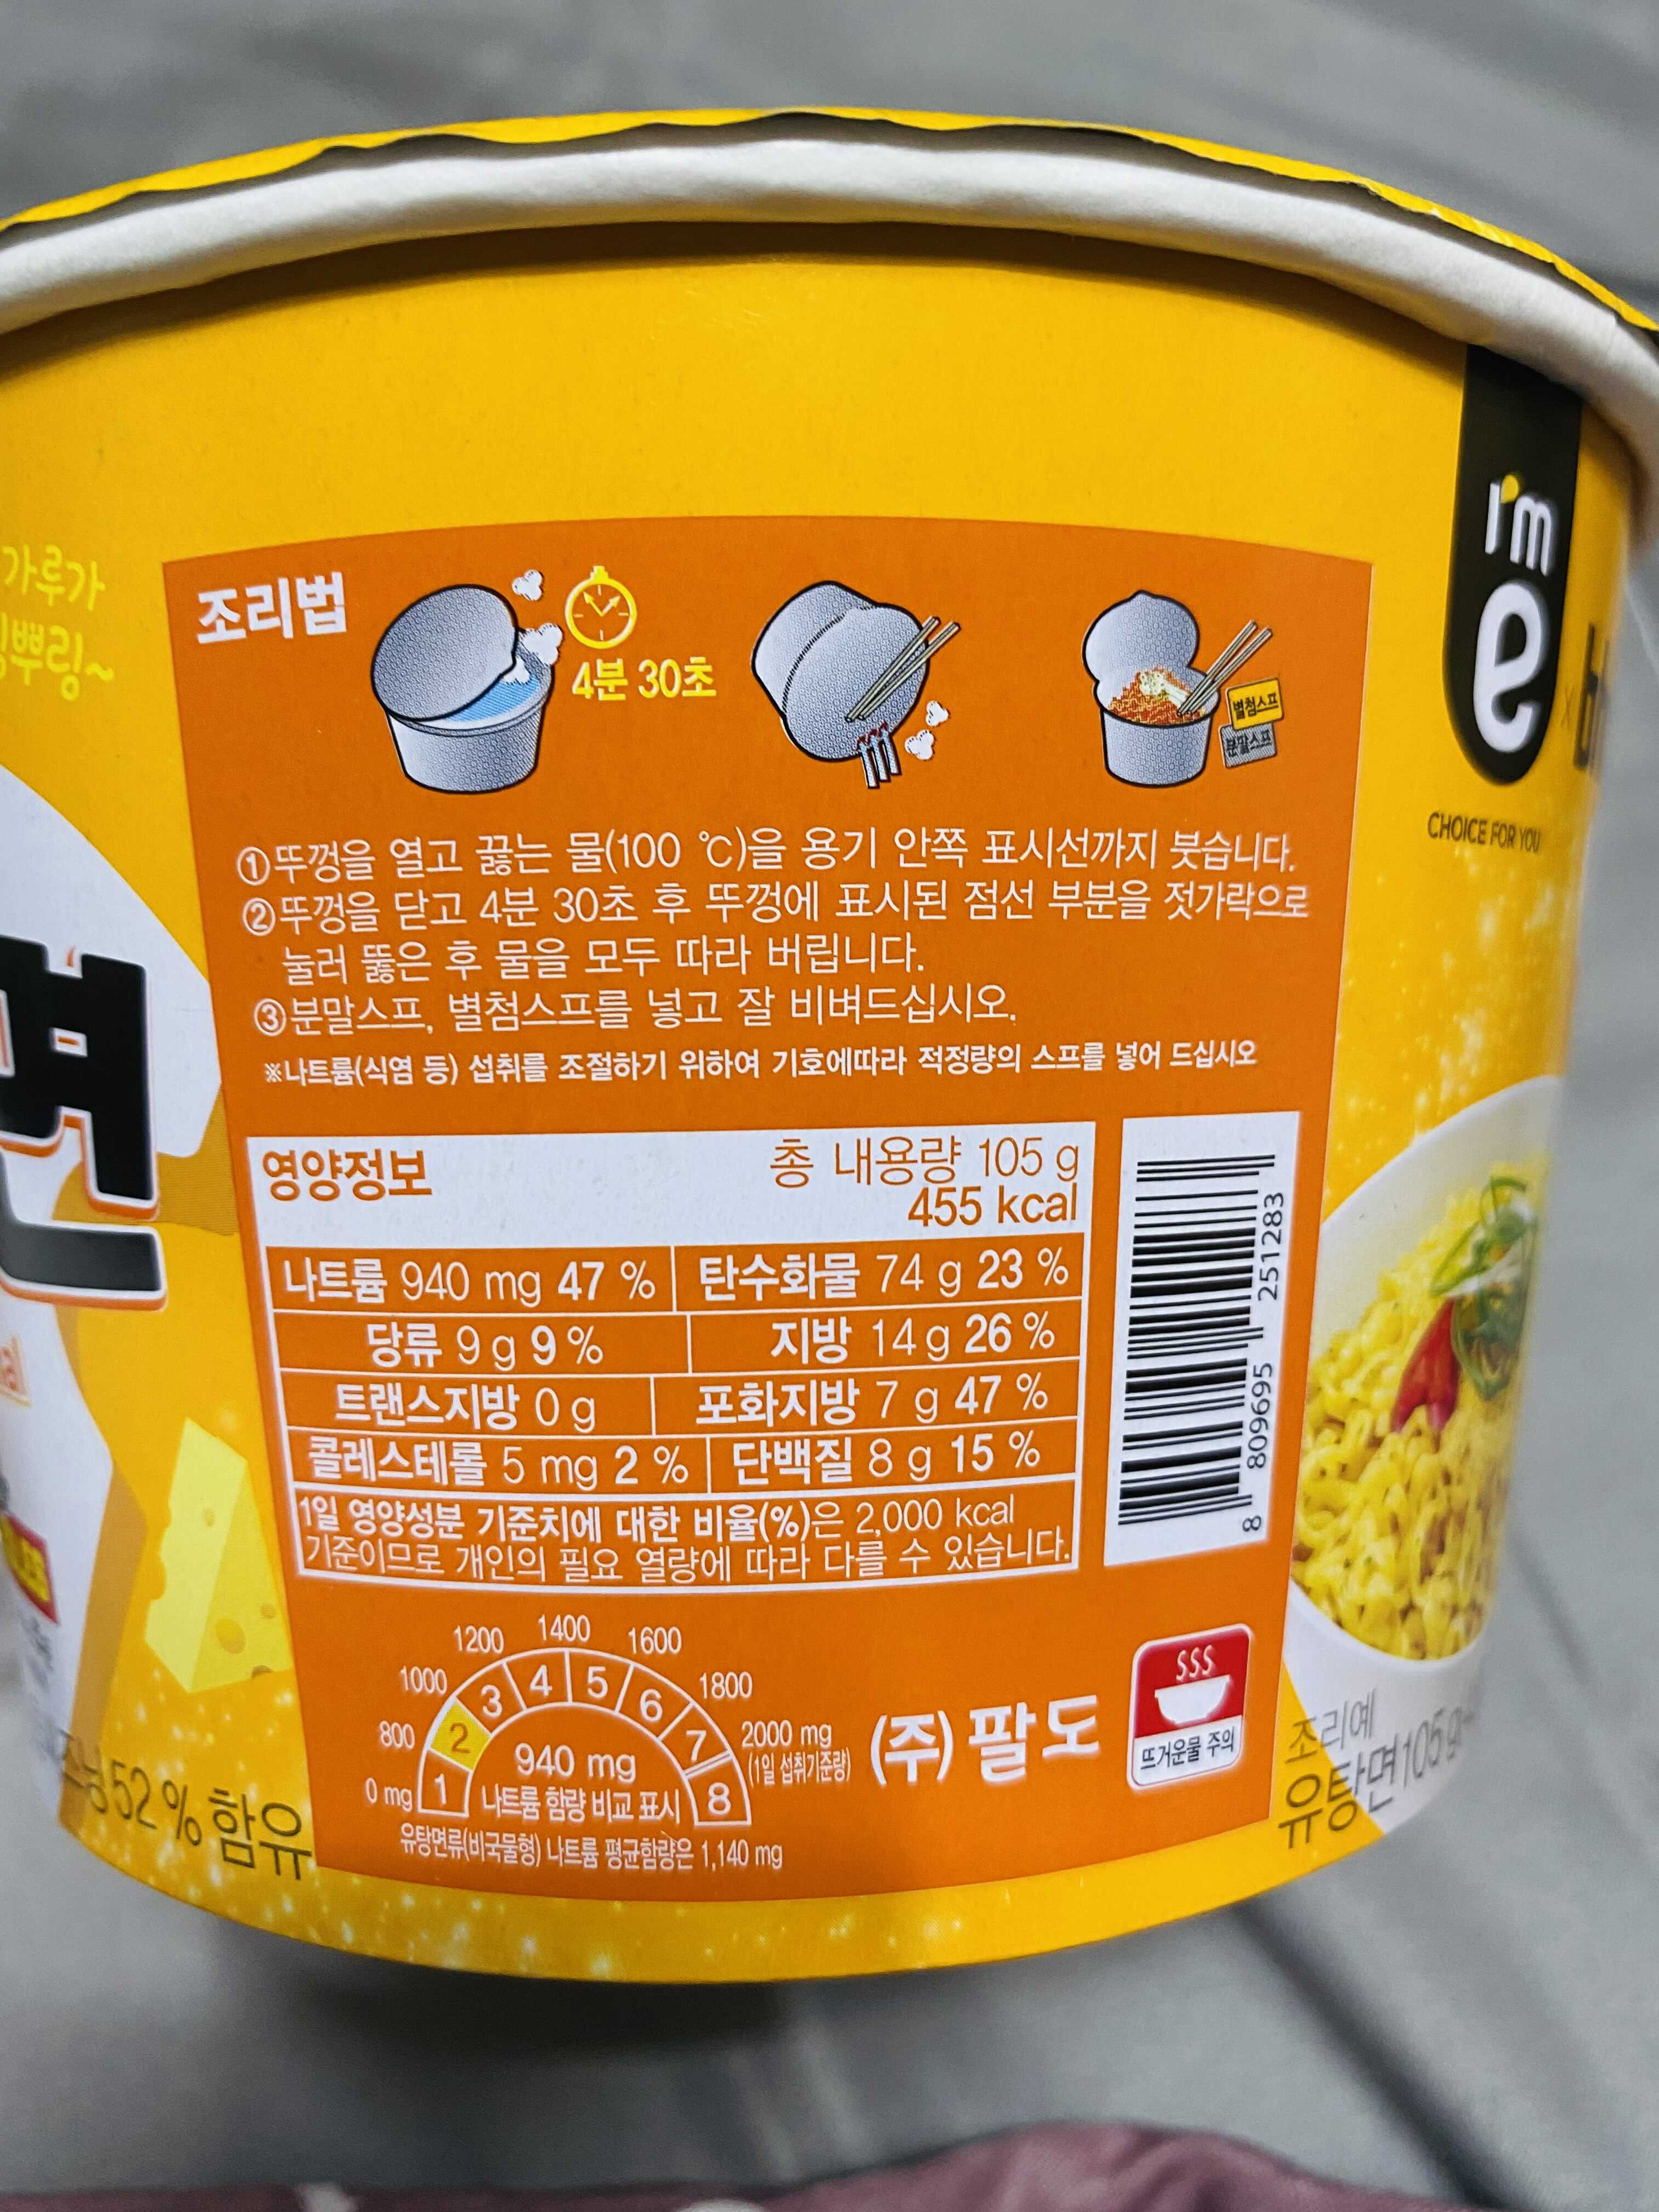 가루가
뿌링~
조리법
4분 30초
별첨스프
분말스프
①뚜껑을 열고 끓는 물(100 ℃)을 용기 안쪽 표시선까지 붓습니다.
②뚜껑을 닫고 4분 30초 후 뚜껑에 표시된 점선 부분을 젓가락으로
눌러 뚫은 후 물을 모두 따라 버립니다.
③분말스프, 별첨스프를 넣고 잘 비벼드십시오.
※나트륨(식염 등) 섭취를 조절하기 위하여 기호에따라 적정량의 스프를 넣어 드십시오
영양정보
총 내용량 105 g
455 kcal
나트륨 940 mg 47 % 탄수화물 74 g 23 %
당류 9 g 9 % 지방 14 g 26 %
트랜스지방 0 g 포화지방 7 g 47 %
콜레스테롤 5 mg 2 % 단백질 8 g 15 %
1일 영양성분 기준치에 대한 비율(%)은 2,000 kcal
기준이므로 개인의 필요 열량에 따라 다를 수 있습니다.
8 809695 251283
0 mg 800 1000 1200 1400 1600 1800 2000 mg
(1일 섭취기준량)
1 2 3 4 5 6 7 8
940 mg
나트륨 함량 비교 표시
유탕면류(비국물형) 나트륨 평균함량은 1,140 mg
(주) 팔도
뜨거운물 주의
I'm
e
CHOICE FOR YOU
면
52 % 함유
조리예
유탕면 105 g